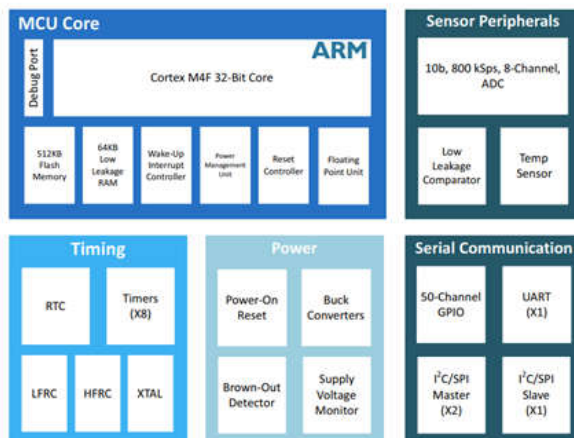 MCU Core
ARM
Debug Port
Cortex M4F 32-Bit Core
512KB
Flash
Memory
64KB
Low
Leakage
RAM
Wake-Up
Interrupt
Controller
Power
Management
Unit
Reset
Controller
Floating
Point Unit
Sensor Peripherals
10b, 800 kSps, 8-Channel,
ADC
Low
Leakage
Comparator
Temp
Sensor
Timing
RTC
Timers
(X8)
LFRC
HFRC
XTAL
Power
Power-On
Reset
Buck
Converters
Brown-Out
Detector
Supply
Voltage
Monitor
Serial Communication
50-Channel
GPIO
UART
(X1)
I²C/SPI
Master
(X2)
I²C/SPI
Slave
(X1)